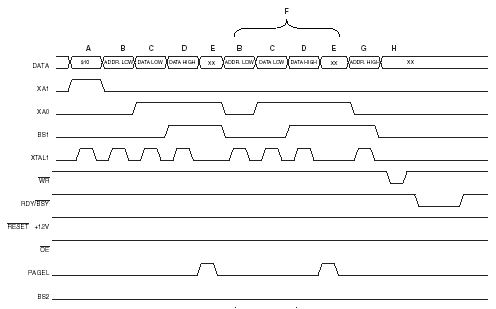 F
A B C D E B C D E G H
DATA $10 ADDR. LOW DATA LOW DATA HIGH XX ADDR. LOW DATA LOW DATA HIGH XX ADDR. HIGH XX
XA1
XA0
BS1
XTAL1
WR
RDY/BSY
RESET +12V
OE
PAGEL
BS2